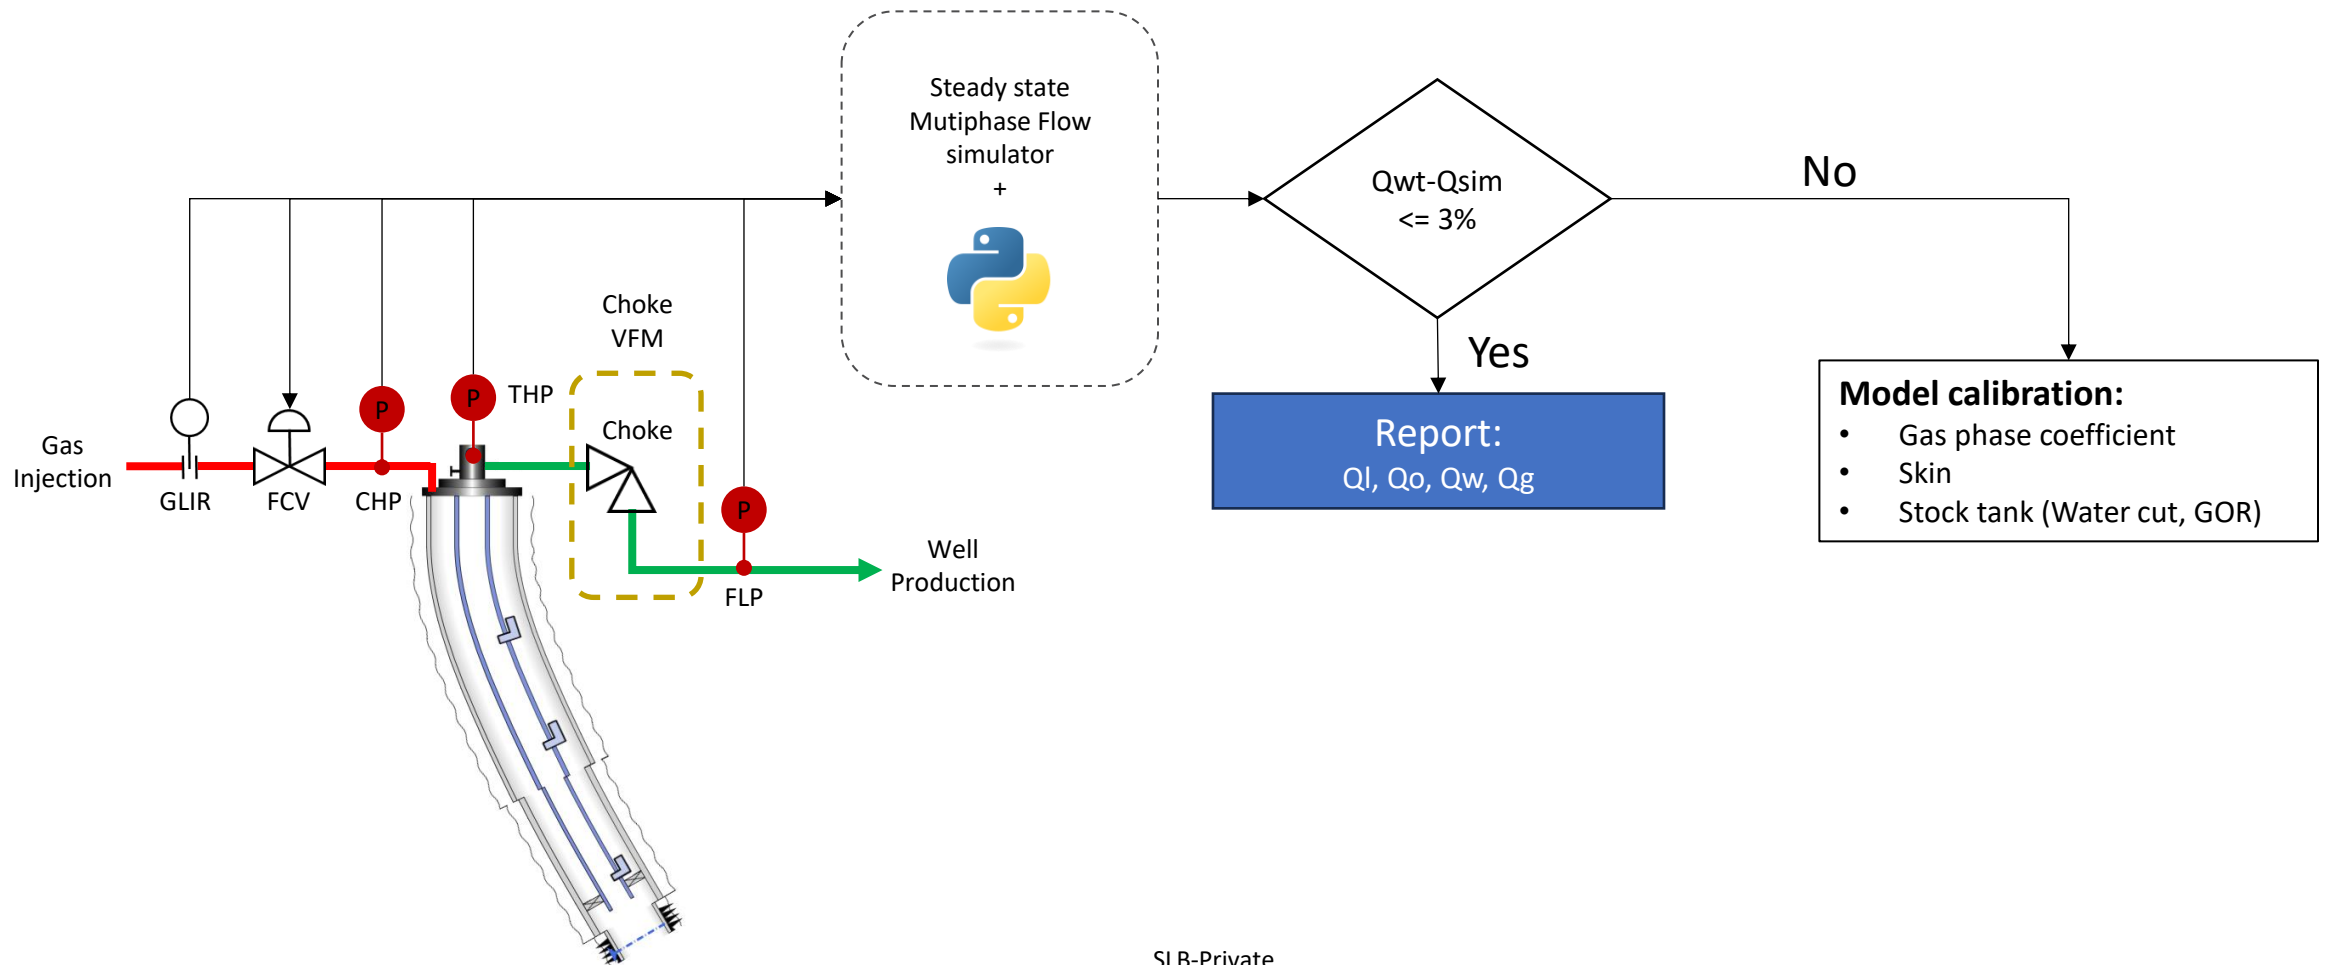 Steady state
Mutiphase Flow
simulator
+
Qwt-Qsim
<= 3%
No
Yes
Report:
Ql, Qo, Qw, Qg
Model calibration:
• Gas phase coefficient
• Skin
• Stock tank (Water cut, GOR)
Choke
VFM
Choke
P
THP
P
P
Gas
Injection
GLIR
FCV
CHP
FLP
Well
Production
SLB-Private